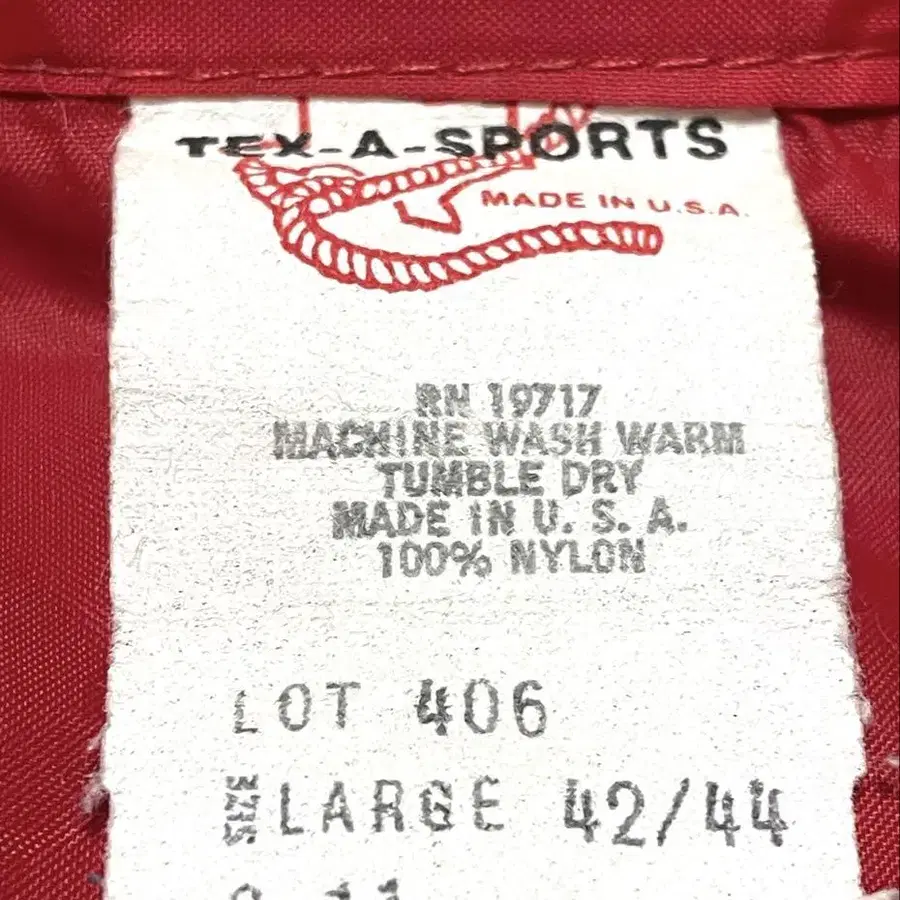 TEX-A-SPORTS
MADE IN U.S.A.
RN 19717
MACHINE WASH WARM
TUMBLE DRY
MADE IN U. S. A.
100% NYLON
LOT 406
SIZE LARGE 42/44